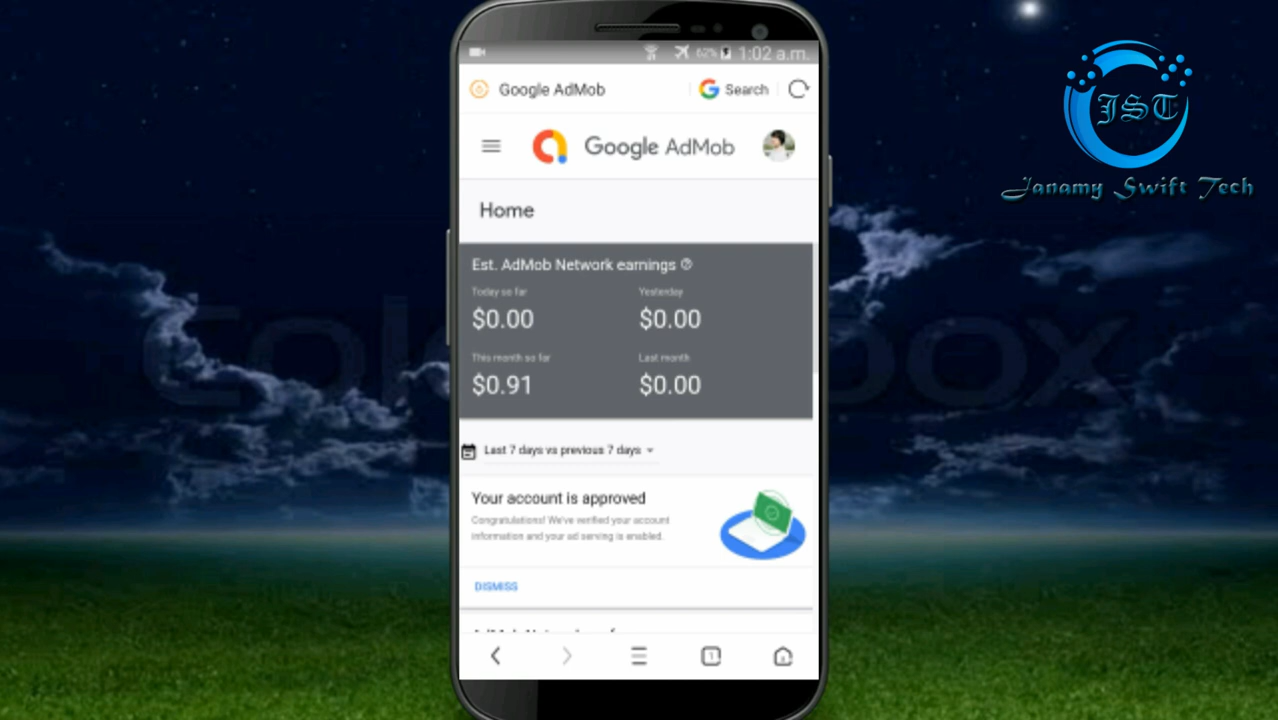 62% 1:02 a.m.
Google AdMob
Search
Google AdMob
JST
Janamy Swift Tech
Home
Est. AdMob Network earnings
Today so far
Yesterday
$0.00
$0.00
This month so far
Last month
$0.91
$0.00
Last 7 days vs previous 7 days
Your account is approved
Congratulations! We've verified your account
information and your ad serving is enabled.
DISMISS
1